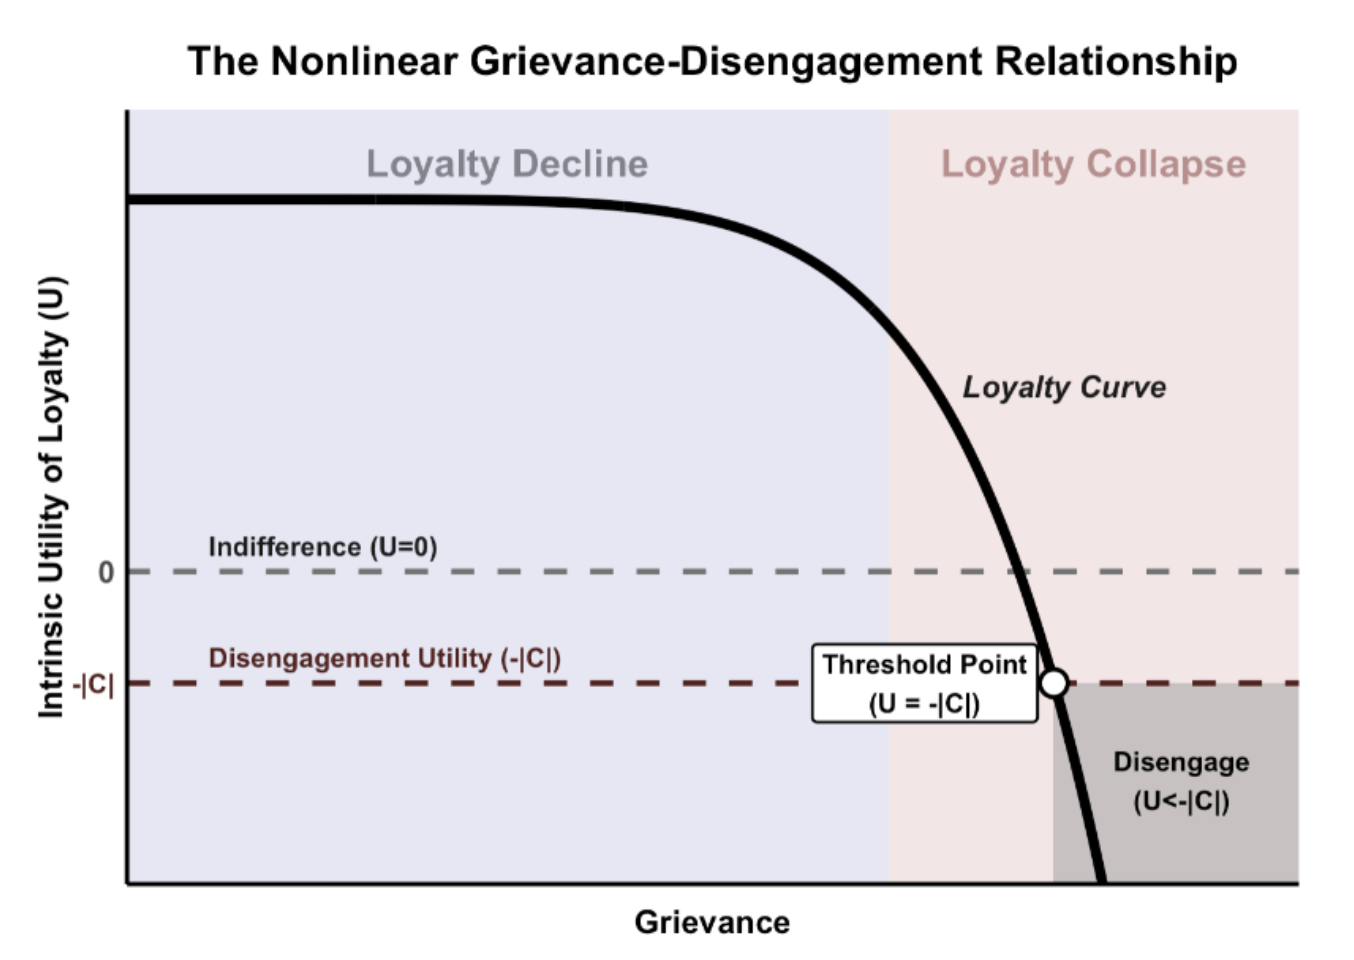 The Nonlinear Grievance-Disengagement Relationship
Loyalty Decline
Loyalty Collapse
Intrinsic Utility of Loyalty (U)
Loyalty Curve
Indifference (U=0)
0
Disengagement Utility (-|C|)
-|C|
Threshold Point
(U = -|C|)
Disengage
(U<-|C|)
Grievance